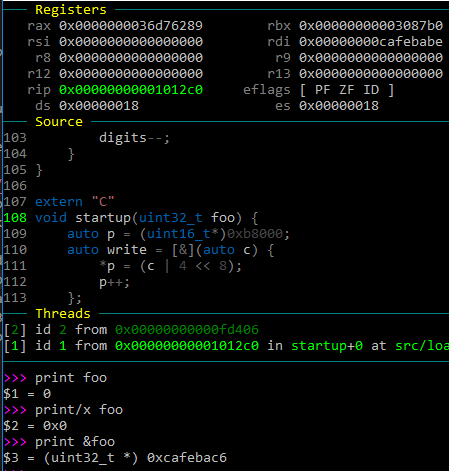 Registers
rax 0x0000000036d76289 rbx 0x00000000003087b0
rsi 0x0000000000000000 rdi 0x00000000cafebabe
r8 0x0000000000000000 r9 0x0000000000000000
r12 0x0000000000000000 r13 0x0000000000000000
rip 0x00000000001012c0 eflags [ PF ZF ID ]
ds 0x00000018 es 0x00000018
Source
103 digits--;
104 }
105 }
106
107 extern "C"
108 void startup(uint32_t foo) {
109 auto p = (uint16_t*)0xb8000;
110 auto write = [&](auto c) {
111 *p = (c | 4 << 8);
112 p++;
113 };
Threads
[2] id 2 from 0x00000000000fd406
[1] id 1 from 0x00000000001012c0 in startup+0 at src/loa
>>> print foo
$1 = 0
>>> print/x foo
$2 = 0x0
>>> print &foo
$3 = (uint32_t *) 0xcafebac6